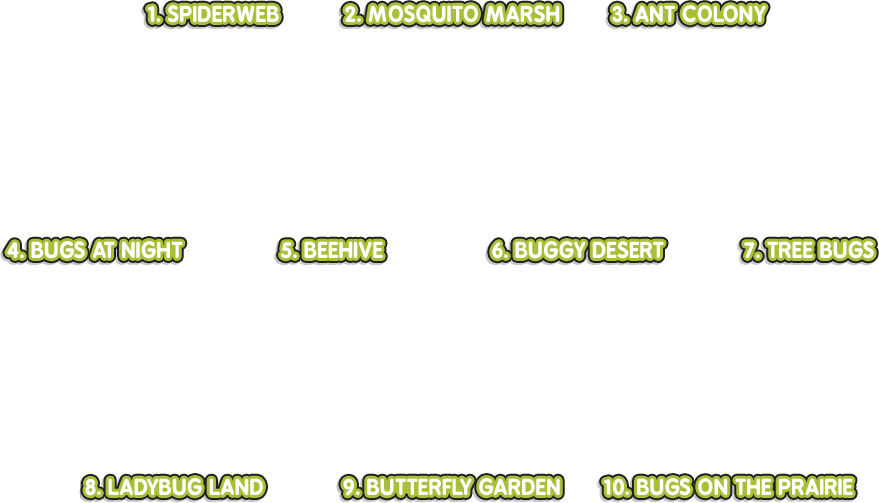 1. SPIDERWEB
2. MOSQUITO MARSH
3. ANT COLONY
4. BUGS AT NIGHT
5. BEEHIVE
6. BUGGY DESERT
7. TREE BUGS
8. LADYBUG LAND
9. BUTTERFLY GARDEN
10. BUGS ON THE PRAIRIE